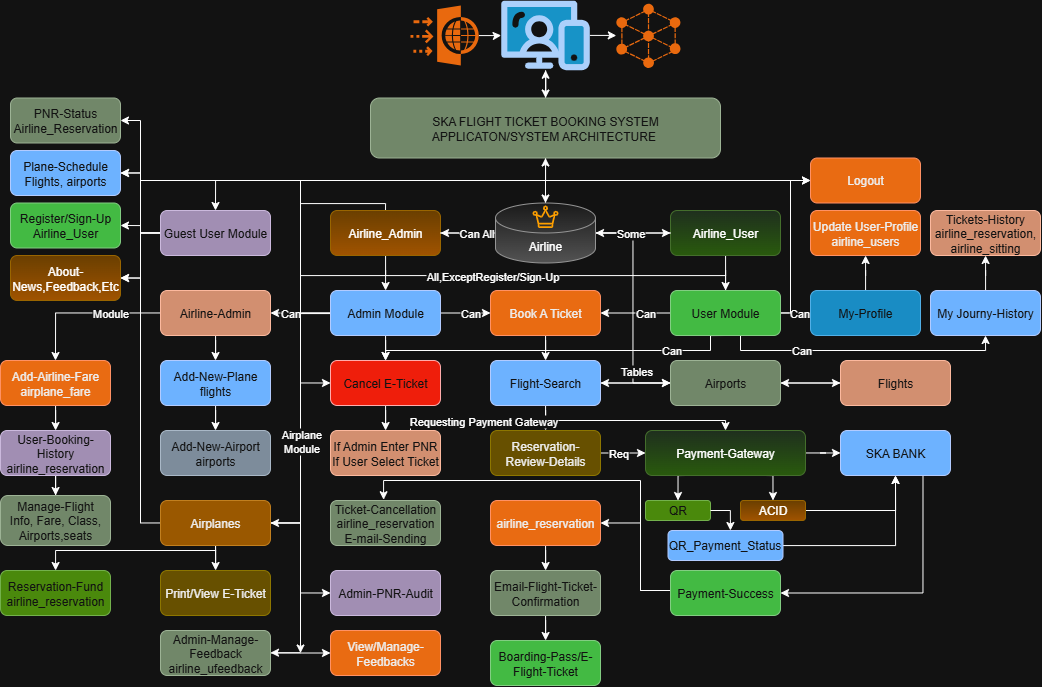 SKA FLIGHT TICKET BOOKING SYSTEM
APPLICATON/SYSTEM ARCHITECTURE
PNR-Status
Airline_Reservation
Plane-Schedule
Flights, airports
Register/Sign-Up
Airline_User
About-
News,Feedback,Etc
Guest User Module
Airline_Admin
Can All
Airline
Some
Airline_User
Logout
Update User-Profile
airline_users
Tickets-History
airline_reservation,
airline_sitting
All,ExceptRegister/Sign-Up
Module
Airline-Admin
Can
Admin Module
Can
Book A Ticket
Can
User Module
Can
My-Profile
My Journy-History
Can
Can
Add-Airline-Fare
airplane_fare
Add-New-Plane
flights
Cancel E-Ticket
Flight-Search
Tables
Airports
Flights
Requesting Payment Gateway
User-Booking-
History
airline_reservation
Add-New-Airport
airports
Airplane
Module
If Admin Enter PNR
If User Select Ticket
Reservation-
Review-Details
Req
Payment-Gateway
SKA BANK
Manage-Flight
Info, Fare, Class,
Airports,seats
Airplanes
Ticket-Cancellation
airline_reservation
E-mail-Sending
airline_reservation
QR
ACID
QR_Payment_Status
Reservation-Fund
airline_reservation
Print/View E-Ticket
Admin-PNR-Audit
Email-Flight-Ticket-
Confirmation
Payment-Success
Admin-Manage-
Feedback
airline_ufeedback
View/Manage-
Feedbacks
Boarding-Pass/E-
Flight-Ticket